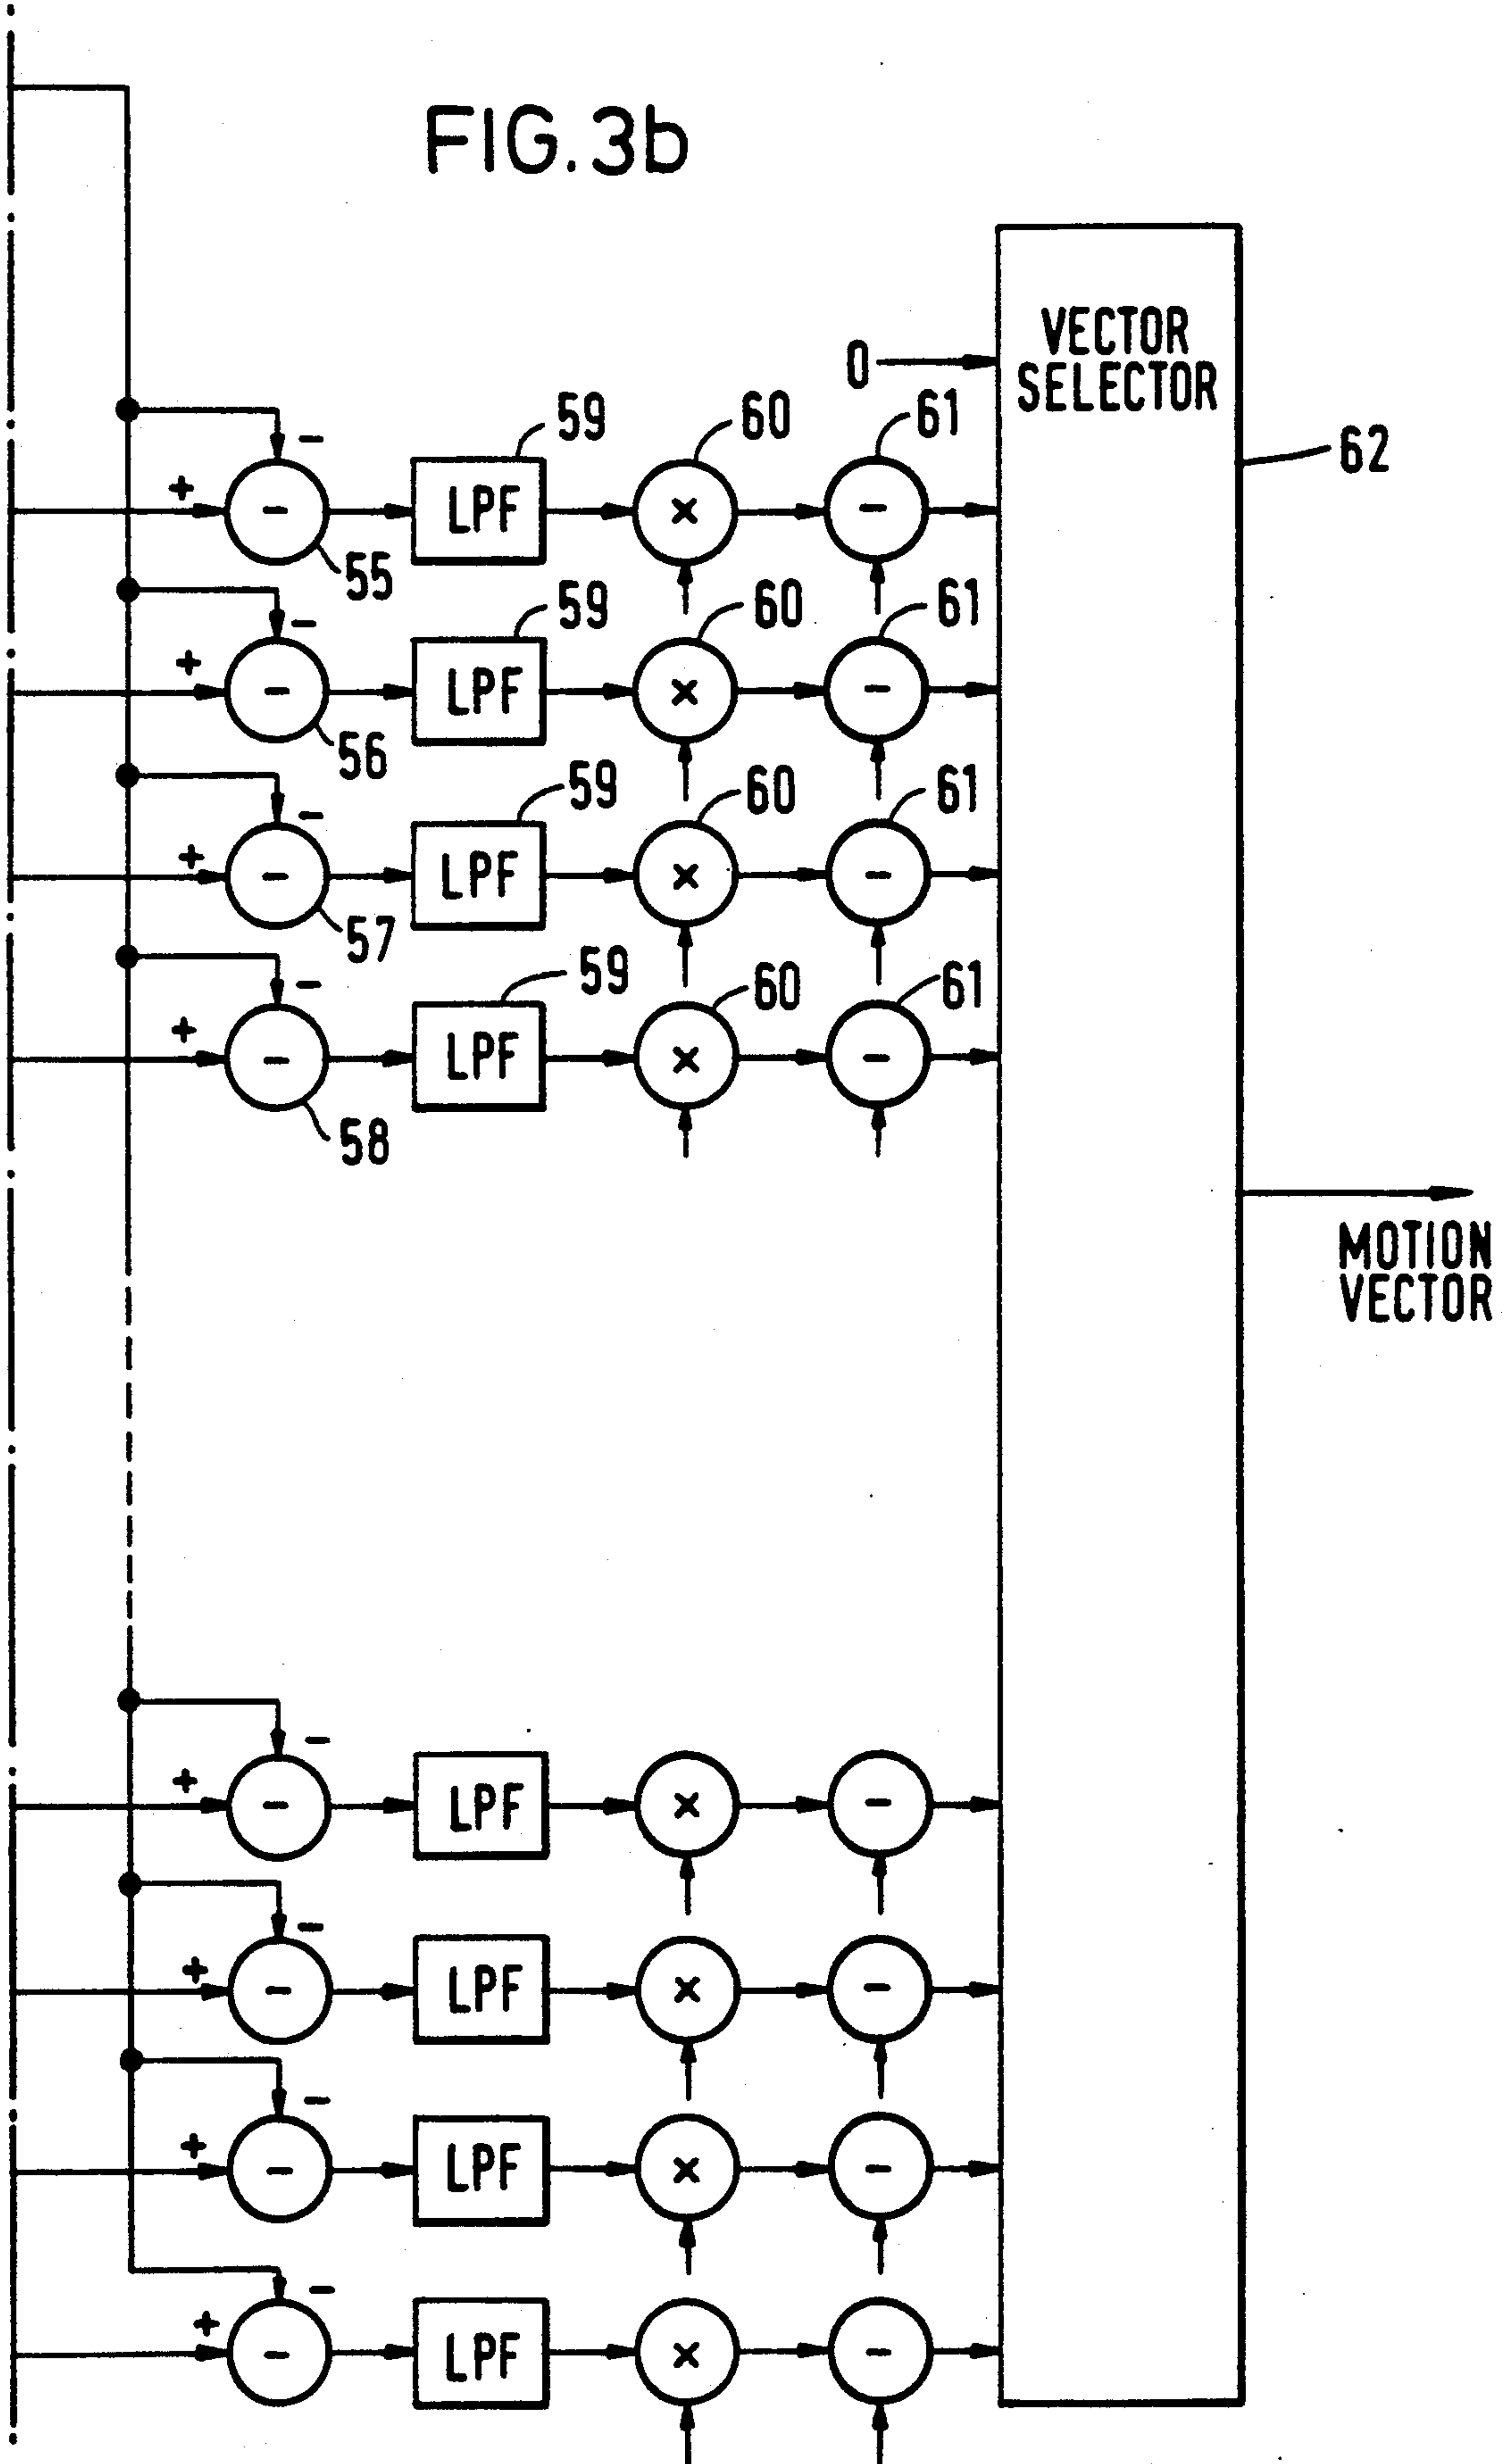 FIG.3b
VECTOR
SELECTOR
0
59 60 61
62
−
+ − LPF × −
55
59 60 61
−
+ − LPF × −
56
59 60 61
−
+ − LPF × −
57
59 60 61
−
+ − LPF × −
58
MOTION
VECTOR
−
+ − LPF × −
−
+ − LPF × −
−
+ − LPF × −
−
+ − LPF × −